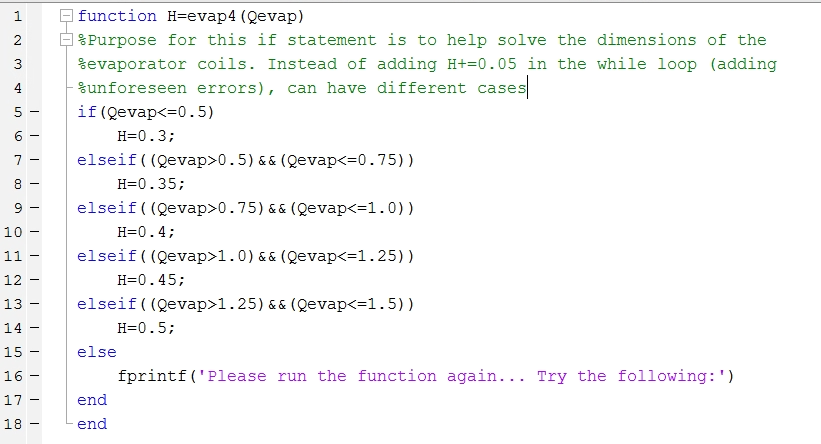 1 function H=evap4(Qevap)
2 %Purpose for this if statement is to help solve the dimensions of the
3 %evaporator coils. Instead of adding H+=0.05 in the while loop (adding
4 %unforeseen errors), can have different cases
5 - if(Qevap<=0.5)
6 - H=0.3;
7 - elseif((Qevap>0.5)&&(Qevap<=0.75))
8 - H=0.35;
9 - elseif((Qevap>0.75)&&(Qevap<=1.0))
10 - H=0.4;
11 - elseif((Qevap>1.0)&&(Qevap<=1.25))
12 - H=0.45;
13 - elseif((Qevap>1.25)&&(Qevap<=1.5))
14 - H=0.5;
15 - else
16 - fprintf('Please run the function again... Try the following:')
17 - end
18 - end